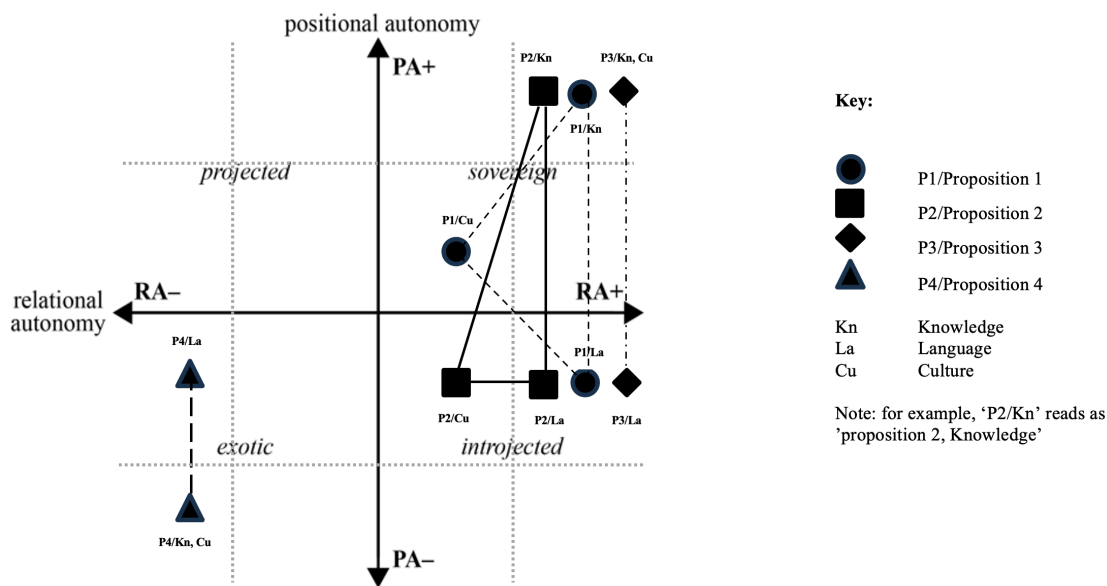 positional autonomy
PA+
P2/Kn
P3/Kn, Cu
P1/Kn
projected
sovereign
P1/Cu
RA–
RA+
relational
autonomy
P4/La
P1/La
P2/Cu
P2/La
P3/La
exotic
introjected
P4/Kn, Cu
PA–
Key:
P1/Proposition 1
P2/Proposition 2
P3/Proposition 3
P4/Proposition 4
Kn Knowledge
La Language
Cu Culture
Note: for example, ‘P2/Kn’ reads as
’proposition 2, Knowledge’